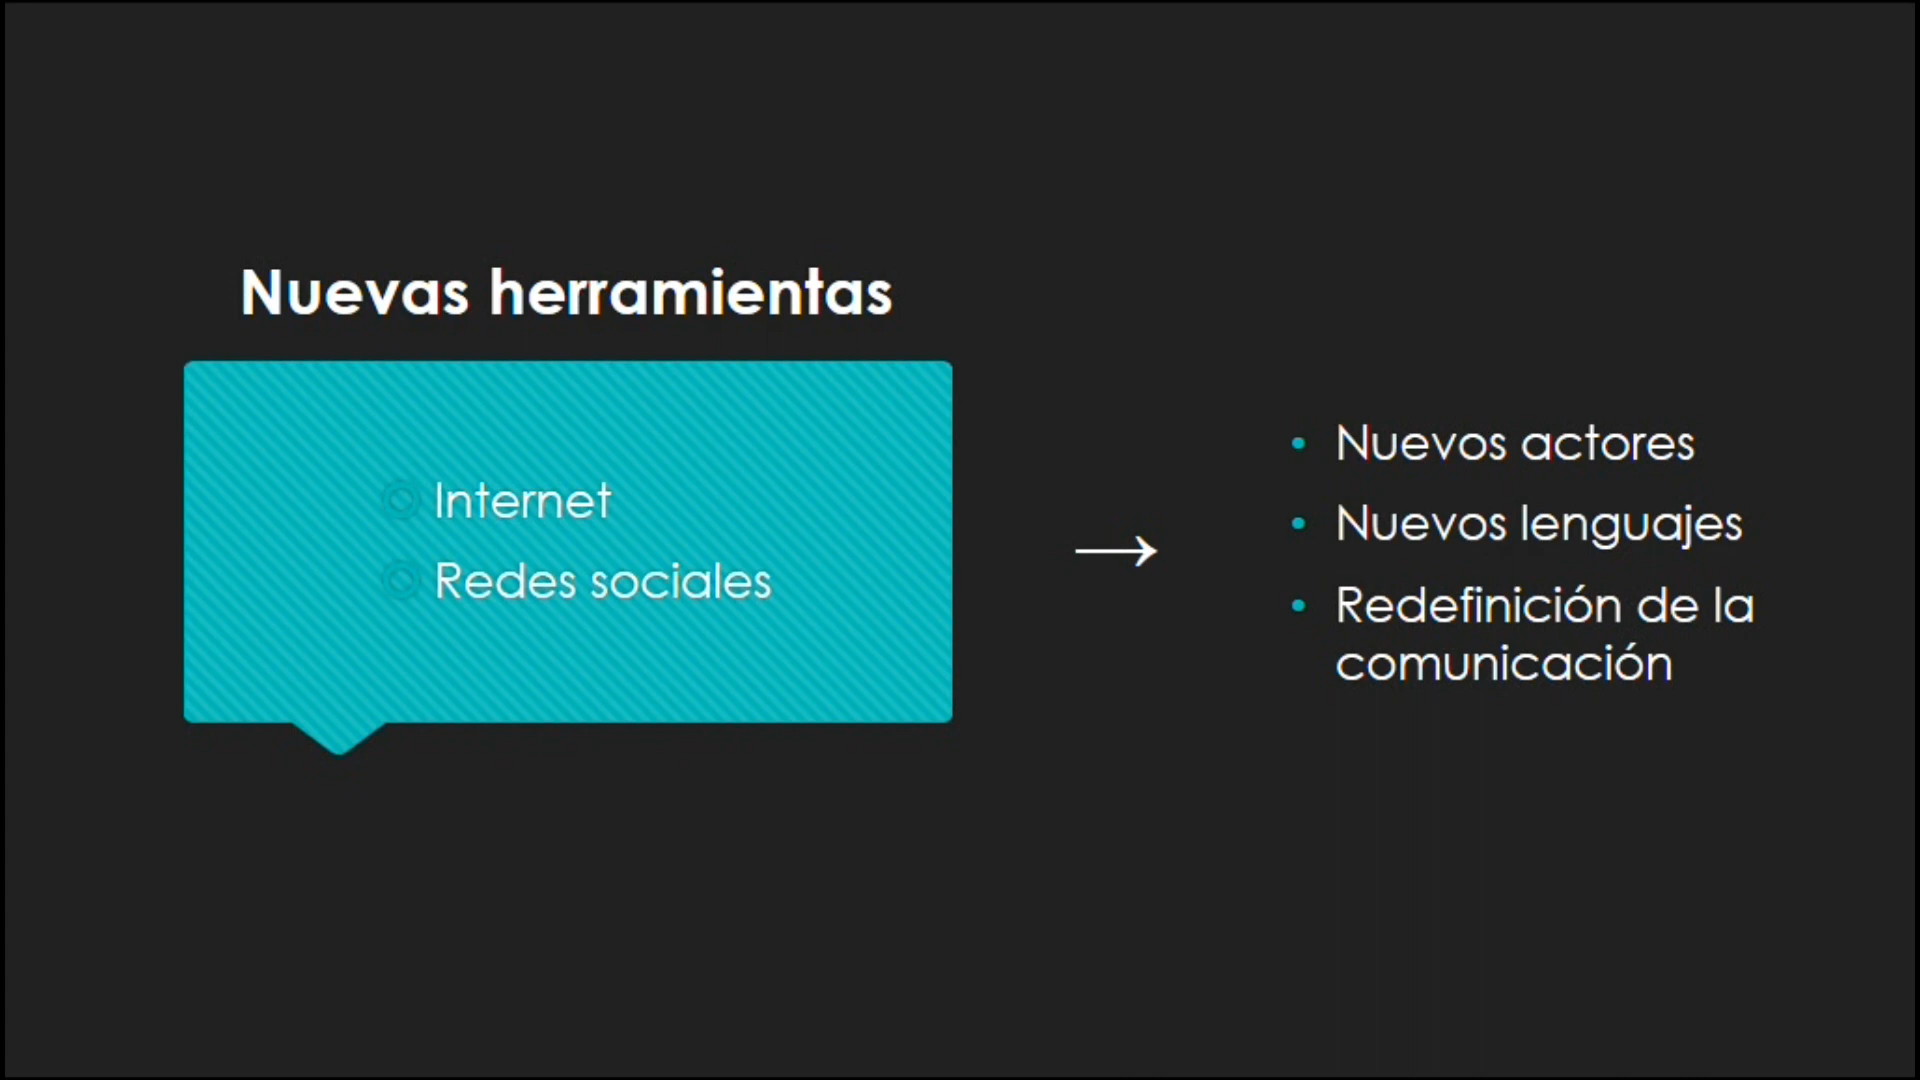 Nuevas herramientas
Internet
Redes sociales
→
• Nuevos actores
• Nuevos lenguajes
• Redefinición de la
comunicación